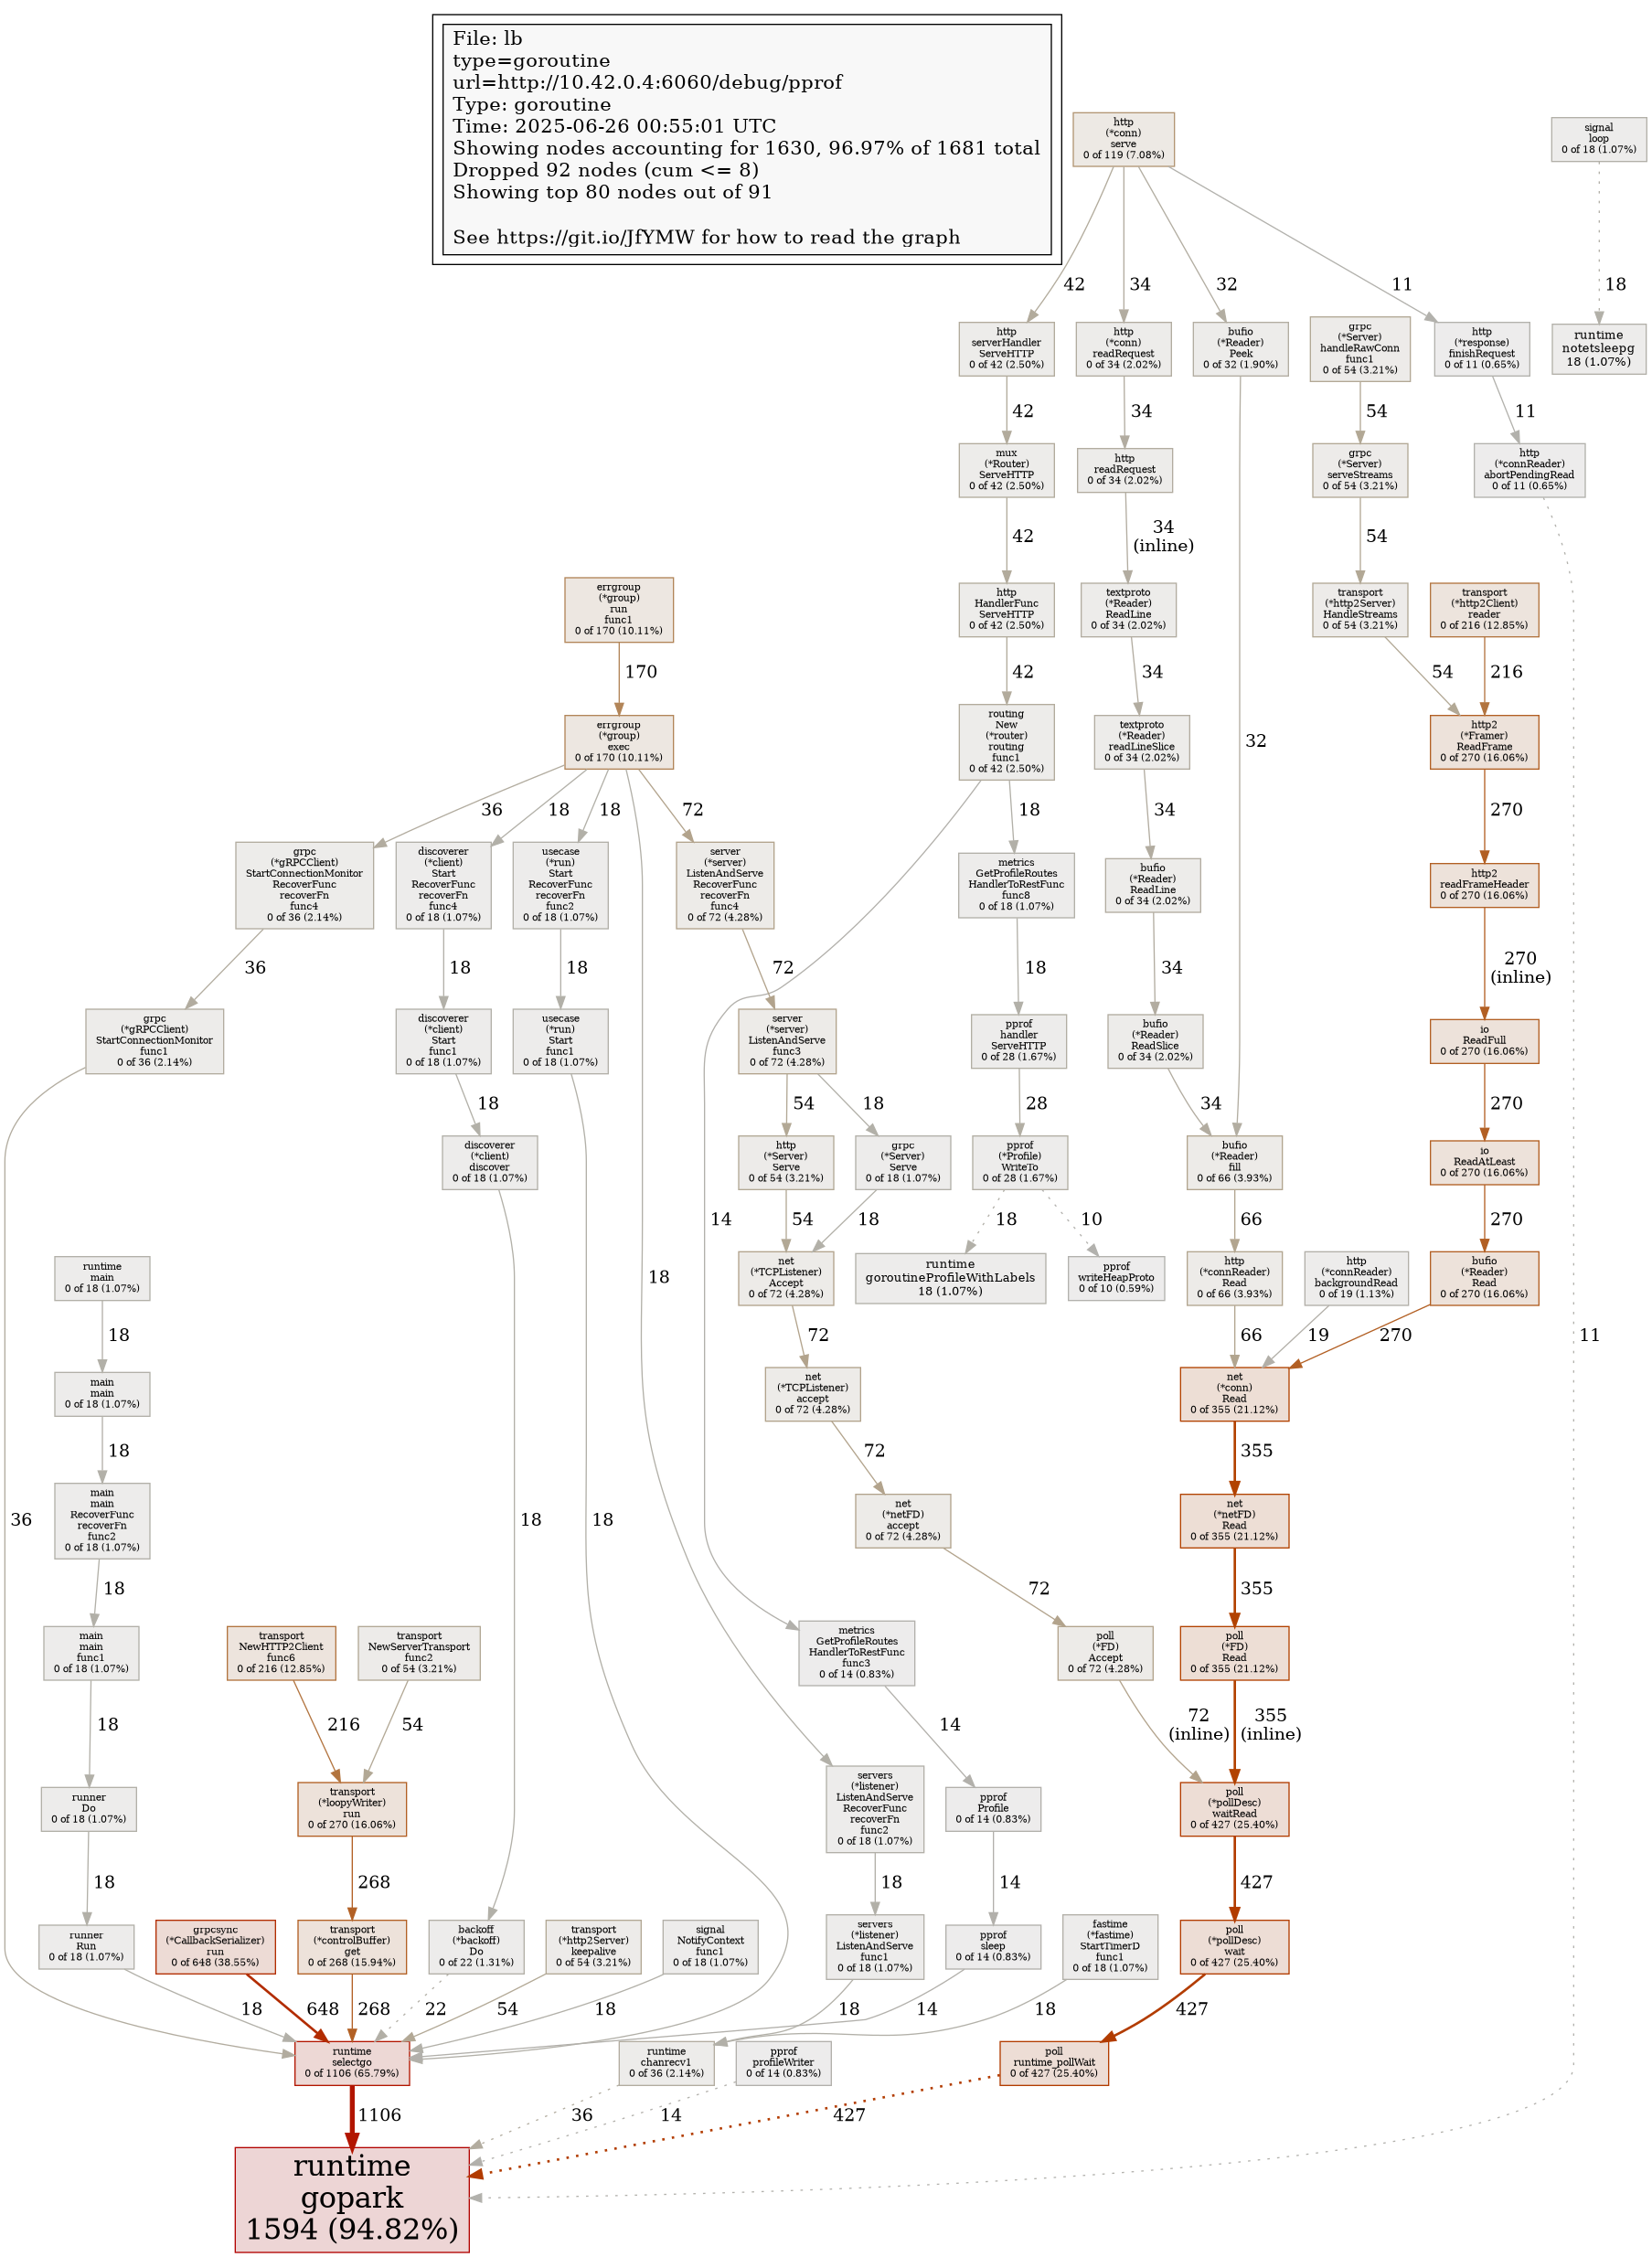 File: lb
type=goroutine
url=http://10.42.0.4:6060/debug/pprof
Type: goroutine
Time: 2025-06-26 00:55:01 UTC
Showing nodes accounting for 1630, 96.97% of 1681 total
Dropped 92 nodes (cum <= 8)
Showing top 80 nodes out of 91
See https://git.io/JfYMW for how to read the graph
http
(*conn)
serve
0 of 119 (7.08%)
signal
loop
0 of 18 (1.07%)
42
34
32
11
18
http
serverHandler
ServeHTTP
0 of 42 (2.50%)
http
(*conn)
readRequest
0 of 34 (2.02%)
bufio
(*Reader)
Peek
0 of 32 (1.90%)
grpc
(*Server)
handleRawConn
func1
0 of 54 (3.21%)
http
(*response)
finishRequest
0 of 11 (0.65%)
runtime
notetsleepg
18 (1.07%)
42
34
54
11
mux
(*Router)
ServeHTTP
0 of 42 (2.50%)
http
readRequest
0 of 34 (2.02%)
grpc
(*Server)
serveStreams
0 of 54 (3.21%)
http
(*connReader)
abortPendingRead
0 of 11 (0.65%)
42
34
(inline)
54
errgroup
(*group)
run
func1
0 of 170 (10.11%)
http
HandlerFunc
ServeHTTP
0 of 42 (2.50%)
textproto
(*Reader)
ReadLine
0 of 34 (2.02%)
transport
(*http2Server)
HandleStreams
0 of 54 (3.21%)
transport
(*http2Client)
reader
0 of 216 (12.85%)
170
42
34
54
216
errgroup
(*group)
exec
0 of 170 (10.11%)
routing
New
(*router)
routing
func1
0 of 42 (2.50%)
textproto
(*Reader)
readLineSlice
0 of 34 (2.02%)
32
http2
(*Framer)
ReadFrame
0 of 270 (16.06%)
36
18
18
72
18
34
270
grpc
(*gRPCClient)
StartConnectionMonitor
RecoverFunc
recoverFn
func4
0 of 36 (2.14%)
discoverer
(*client)
Start
RecoverFunc
recoverFn
func4
0 of 18 (1.07%)
usecase
(*run)
Start
RecoverFunc
recoverFn
func2
0 of 18 (1.07%)
server
(*server)
ListenAndServe
RecoverFunc
recoverFn
func4
0 of 72 (4.28%)
metrics
GetProfileRoutes
HandlerToRestFunc
func8
0 of 18 (1.07%)
bufio
(*Reader)
ReadLine
0 of 34 (2.02%)
http2
readFrameHeader
0 of 270 (16.06%)
36
18
18
72
18
34
270
(inline)
grpc
(*gRPCClient)
StartConnectionMonitor
func1
0 of 36 (2.14%)
discoverer
(*client)
Start
func1
0 of 18 (1.07%)
usecase
(*run)
Start
func1
0 of 18 (1.07%)
server
(*server)
ListenAndServe
func3
0 of 72 (4.28%)
pprof
handler
ServeHTTP
0 of 28 (1.67%)
bufio
(*Reader)
ReadSlice
0 of 34 (2.02%)
io
ReadFull
0 of 270 (16.06%)
18
54
18
28
34
270
discoverer
(*client)
discover
0 of 18 (1.07%)
http
(*Server)
Serve
0 of 54 (3.21%)
grpc
(*Server)
Serve
0 of 18 (1.07%)
pprof
(*Profile)
WriteTo
0 of 28 (1.67%)
bufio
(*Reader)
fill
0 of 66 (3.93%)
io
ReadAtLeast
0 of 270 (16.06%)
14
54
18
18
10
66
270
runtime
main
0 of 18 (1.07%)
18
net
(*TCPListener)
Accept
0 of 72 (4.28%)
runtime
goroutineProfileWithLabels
18 (1.07%)
pprof
writeHeapProto
0 of 10 (0.59%)
http
(*connReader)
Read
0 of 66 (3.93%)
http
(*connReader)
backgroundRead
0 of 19 (1.13%)
bufio
(*Reader)
Read
0 of 270 (16.06%)
18
72
66
19
270
11
main
main
0 of 18 (1.07%)
net
(*TCPListener)
accept
0 of 72 (4.28%)
net
(*conn)
Read
0 of 355 (21.12%)
18
72
355
36
main
main
RecoverFunc
recoverFn
func2
0 of 18 (1.07%)
18
18
net
(*netFD)
accept
0 of 72 (4.28%)
net
(*netFD)
Read
0 of 355 (21.12%)
18
72
355
main
main
func1
0 of 18 (1.07%)
transport
NewHTTP2Client
func6
0 of 216 (12.85%)
transport
NewServerTransport
func2
0 of 54 (3.21%)
metrics
GetProfileRoutes
HandlerToRestFunc
func3
0 of 14 (0.83%)
poll
(*FD)
Accept
0 of 72 (4.28%)
poll
(*FD)
Read
0 of 355 (21.12%)
18
216
54
14
72
(inline)
355
(inline)
runner
Do
0 of 18 (1.07%)
transport
(*loopyWriter)
run
0 of 270 (16.06%)
servers
(*listener)
ListenAndServe
RecoverFunc
recoverFn
func2
0 of 18 (1.07%)
pprof
Profile
0 of 14 (0.83%)
poll
(*pollDesc)
waitRead
0 of 427 (25.40%)
18
268
18
14
427
runner
Run
0 of 18 (1.07%)
grpcsync
(*CallbackSerializer)
run
0 of 648 (38.55%)
transport
(*controlBuffer)
get
0 of 268 (15.94%)
backoff
(*backoff)
Do
0 of 22 (1.31%)
transport
(*http2Server)
keepalive
0 of 54 (3.21%)
signal
NotifyContext
func1
0 of 18 (1.07%)
servers
(*listener)
ListenAndServe
func1
0 of 18 (1.07%)
pprof
sleep
0 of 14 (0.83%)
fastime
(*fastime)
StartTimerD
func1
0 of 18 (1.07%)
poll
(*pollDesc)
wait
0 of 427 (25.40%)
18
648
268
22
54
18
18
14
18
427
runtime
selectgo
0 of 1106 (65.79%)
runtime
chanrecv1
0 of 36 (2.14%)
pprof
profileWriter
0 of 14 (0.83%)
poll
runtime_pollWait
0 of 427 (25.40%)
1106
36
14
427
runtime
gopark
1594 (94.82%)